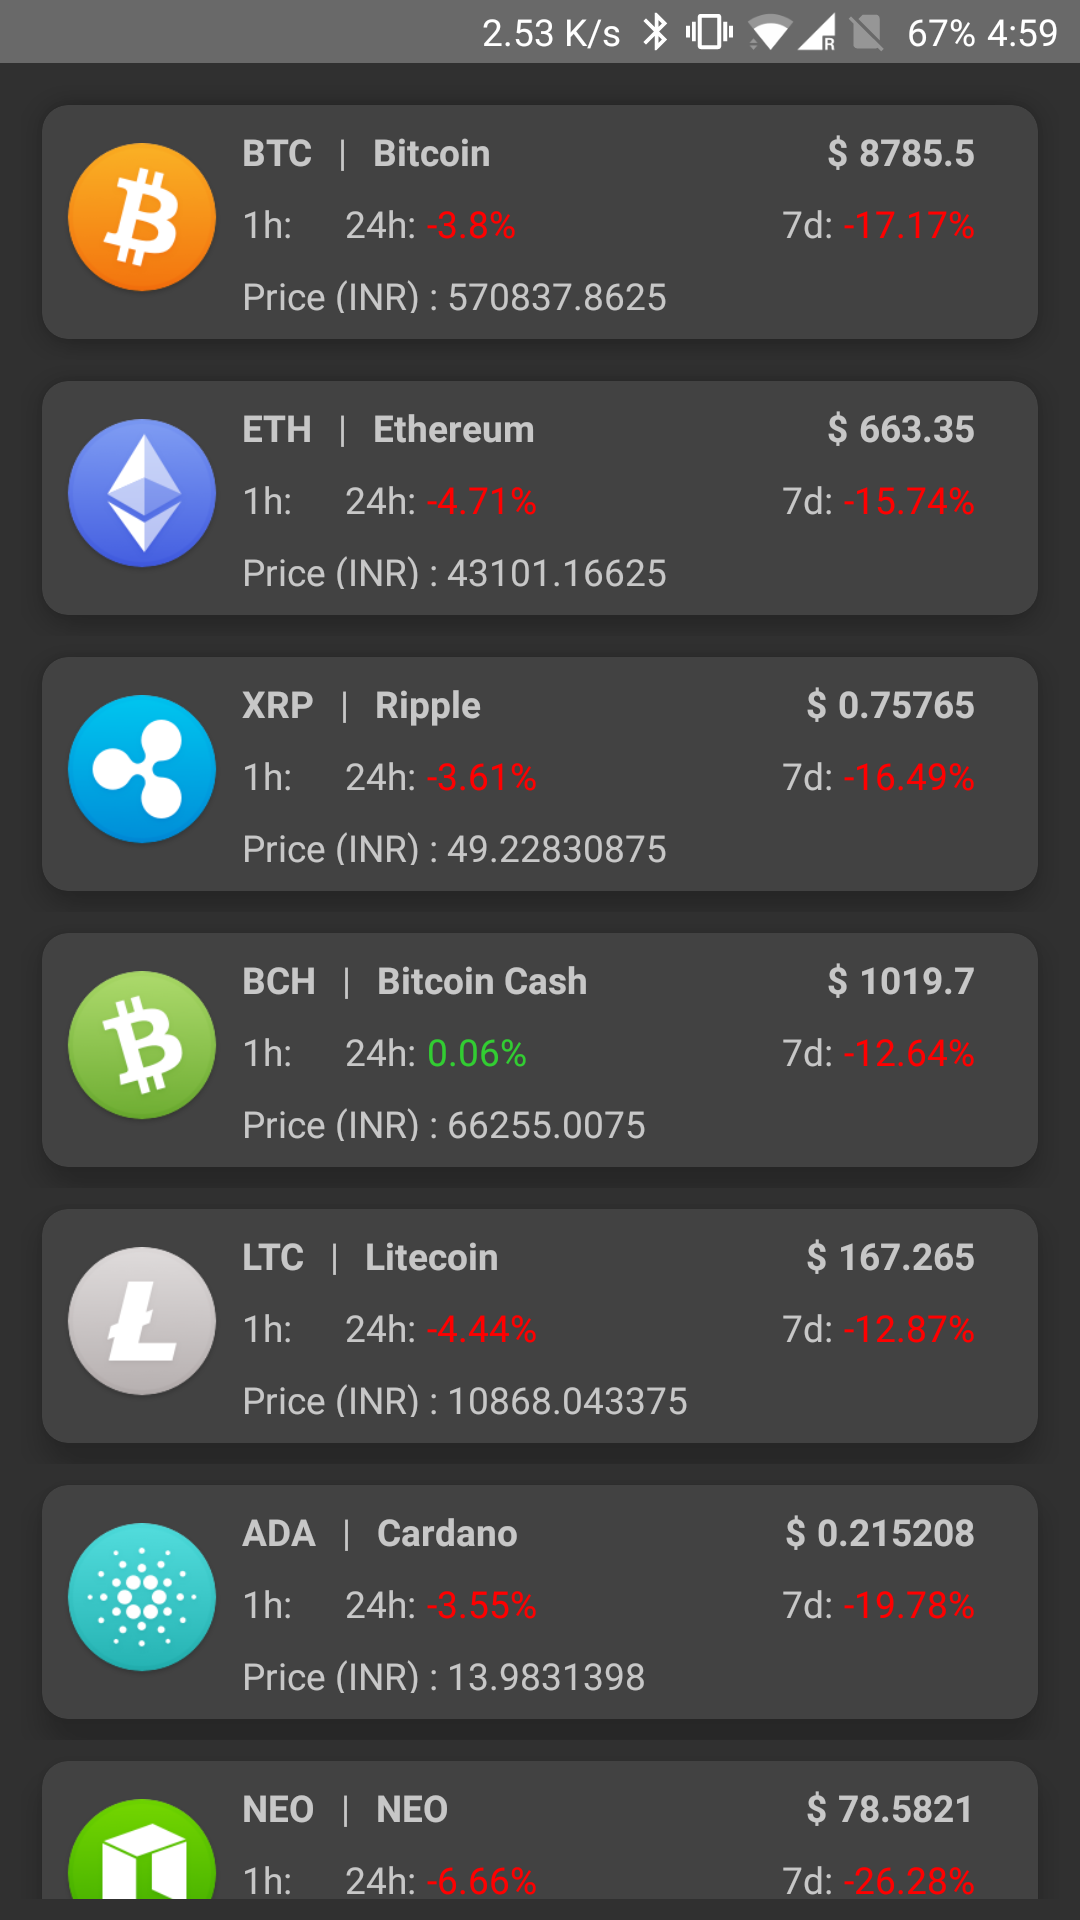 2.53 K/s R 67% 4:59
BTC | Bitcoin $ 8785.5
1h: 24h: -3.8% 7d: -17.17%
Price (INR) : 570837.8625
ETH | Ethereum $ 663.35
1h: 24h: -4.71% 7d: -15.74%
Price (INR) : 43101.16625
XRP | Ripple $ 0.75765
1h: 24h: -3.61% 7d: -16.49%
Price (INR) : 49.22830875
BCH | Bitcoin Cash $ 1019.7
1h: 24h: 0.06% 7d: -12.64%
Price (INR) : 66255.0075
LTC | Litecoin $ 167.265
1h: 24h: -4.44% 7d: -12.87%
Price (INR) : 10868.043375
ADA | Cardano $ 0.215208
1h: 24h: -3.55% 7d: -19.78%
Price (INR) : 13.9831398
NEO | NEO $ 78.5821
1h: 24h: -6.66% 7d: -26.28%